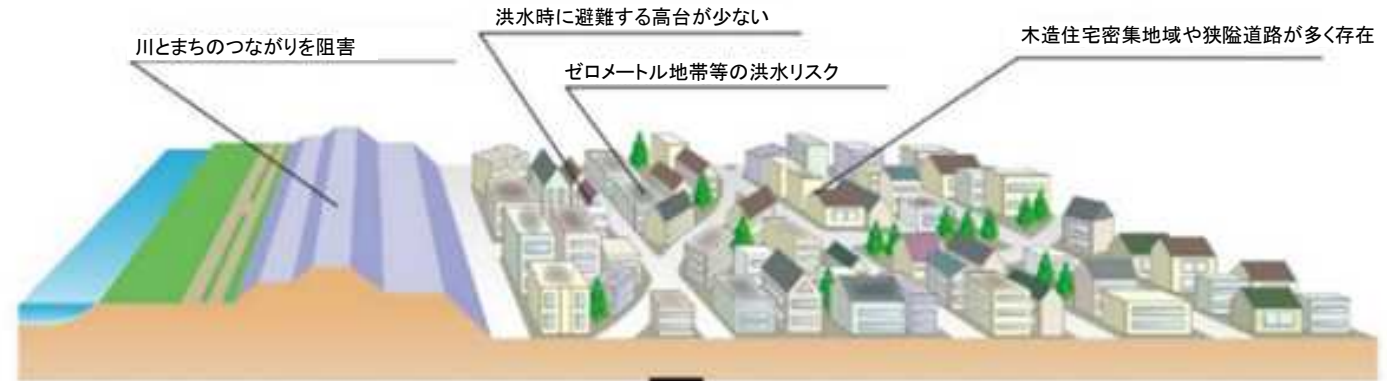 洪水時に避難する高台が少ない
川とまちのつながりを阻害
木造住宅密集地域や狭隘道路が多く存在
ゼロメートル地帯等の洪水リスク